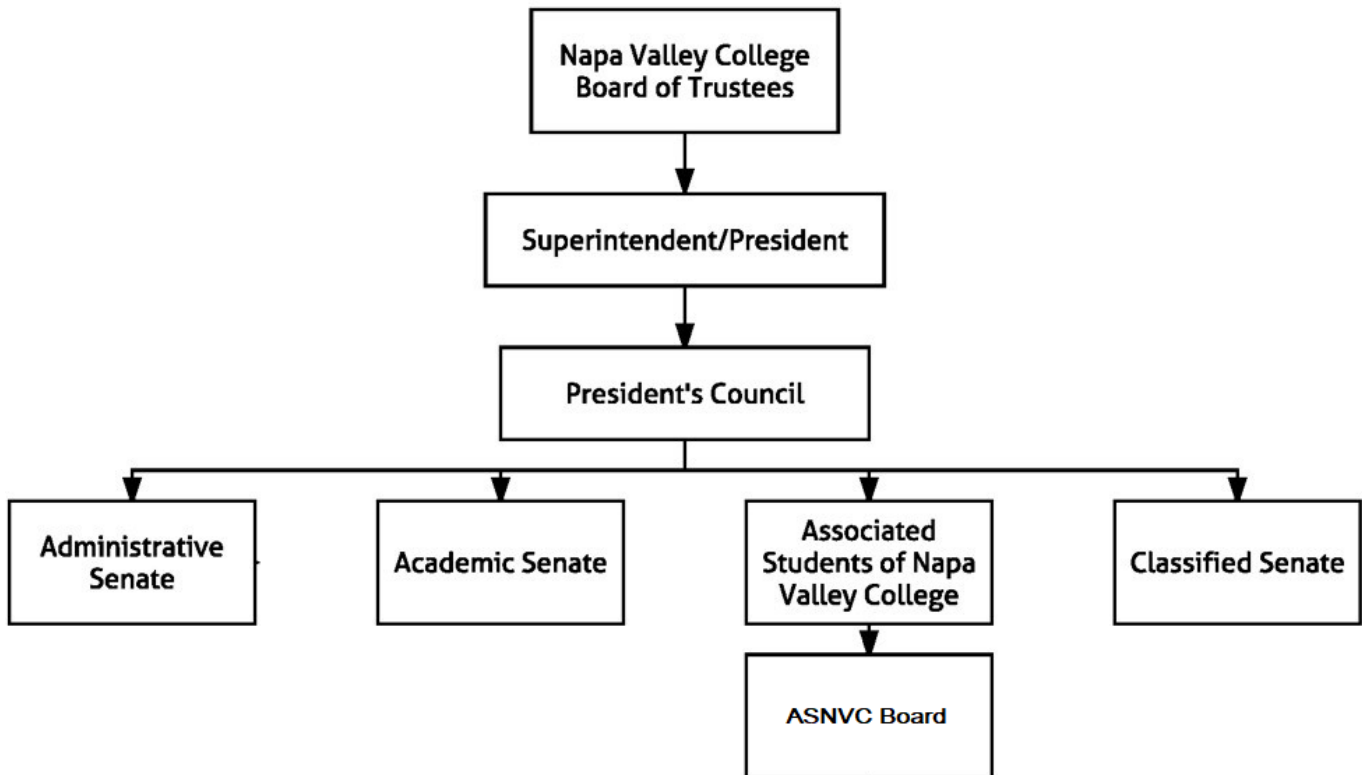 Napa Valley College
Board of Trustees
Superintendent/President
President's Council
Administrative
Senate
Academic Senate
Associated
Students of Napa
Valley College
Classified Senate
ASNVC Board